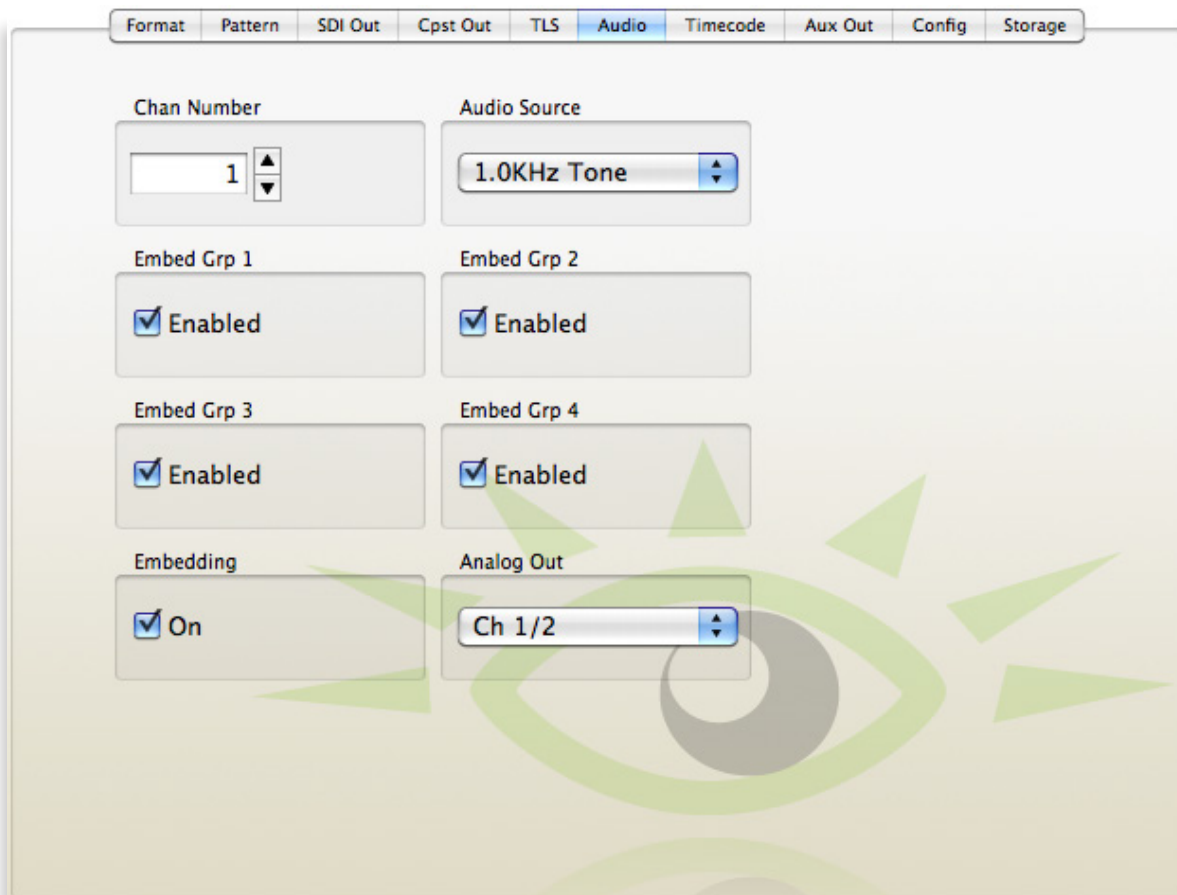 Format Pattern SDI Out Cpst Out TLS Audio Timecode Aux Out Config Storage
Chan Number Audio Source
1 1.0KHz Tone
Embed Grp 1 Embed Grp 2
Enabled Enabled
Embed Grp 3 Embed Grp 4
Enabled Enabled
Embedding Analog Out
On Ch 1/2